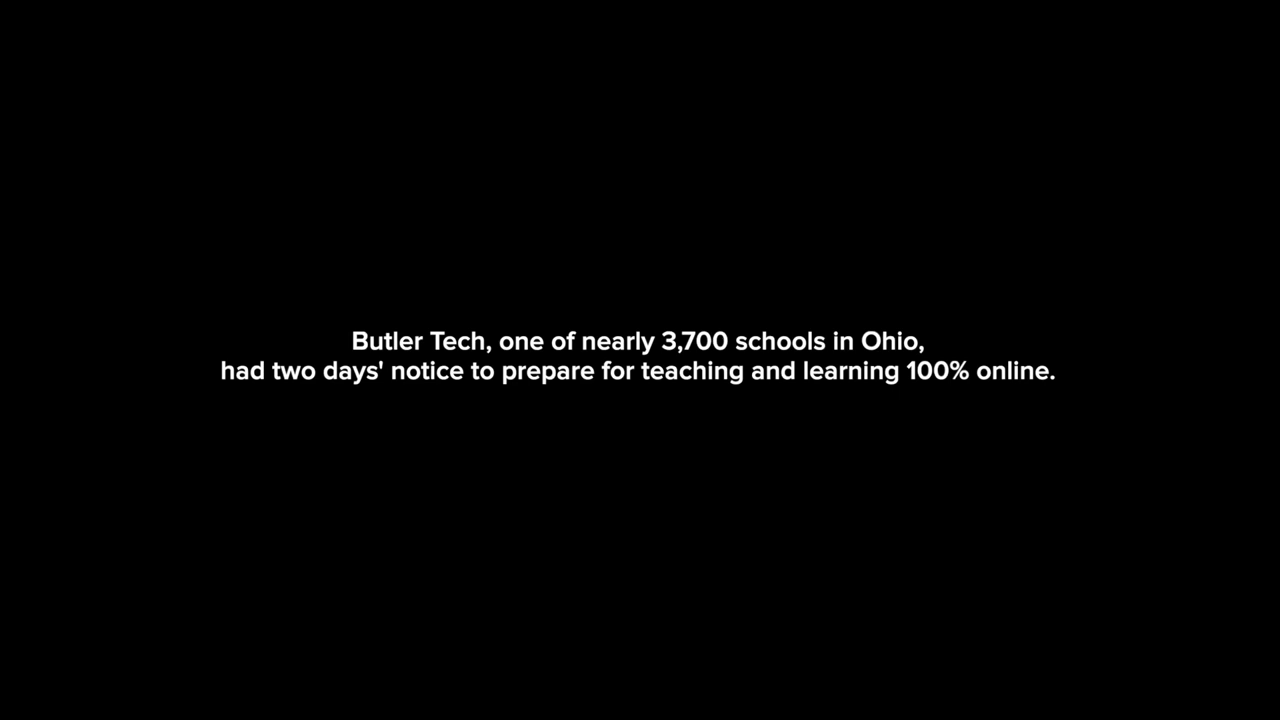 Butler Tech, one of nearly 3,700 schools in Ohio,
had two days' notice to prepare for teaching and learning 100% online.